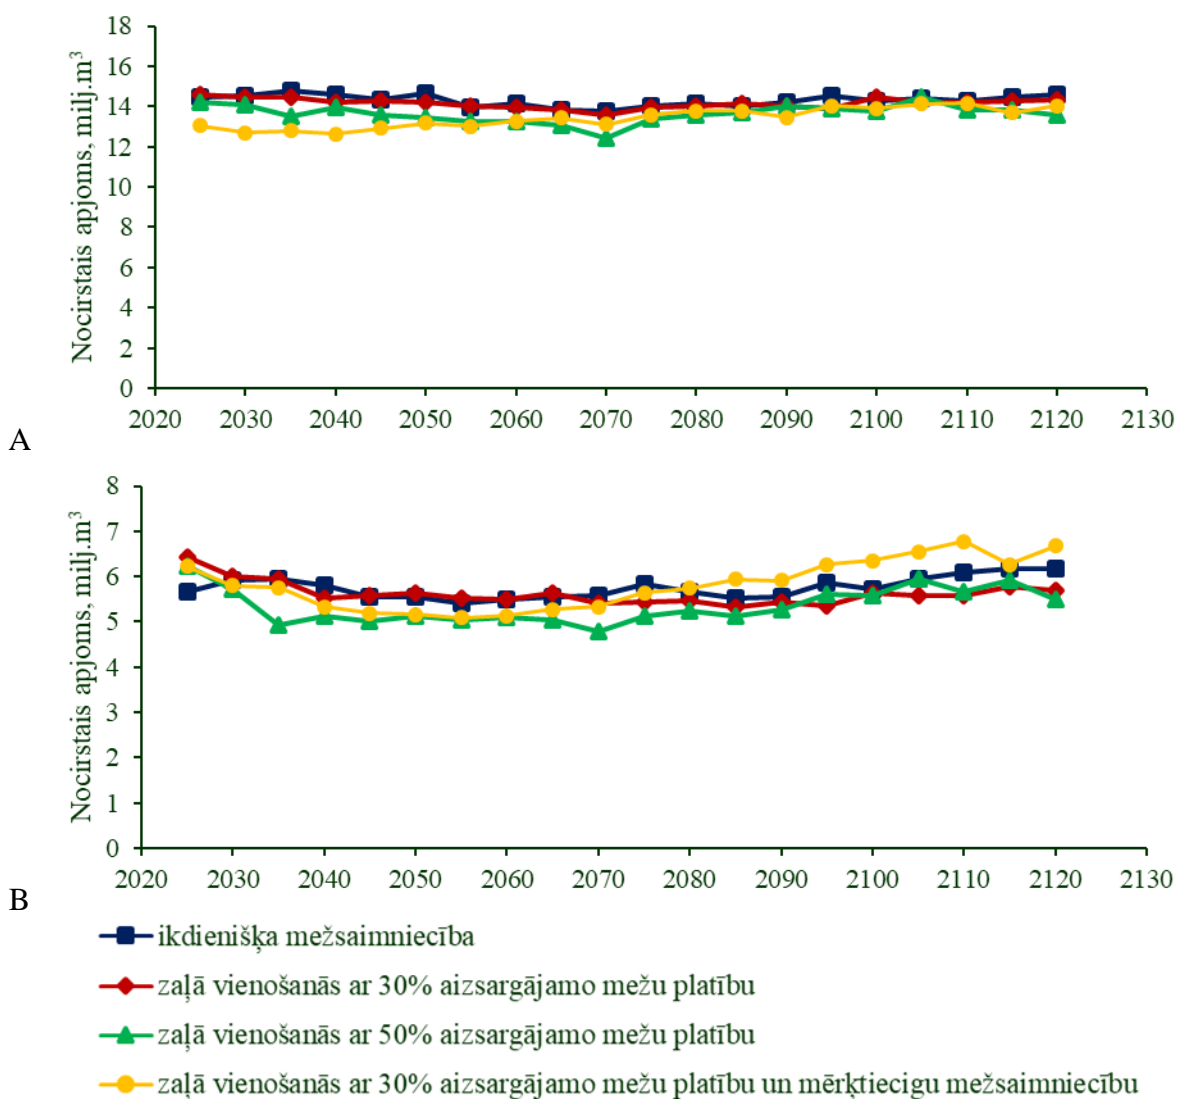 Nocirstais apjoms, milj.m³
18
16
14
12
10
8
6
4
2
0
2020 2030 2040 2050 2060 2070 2080 2090 2100 2110 2120 2130
A
Nocirstais apjoms, milj.m³
8
7
6
5
4
3
2
1
0
2020 2030 2040 2050 2060 2070 2080 2090 2100 2110 2120 2130
B
ikdienišķa mežsaimniecība
zaļā vienošanās ar 30% aizsargājamo mežu platību
zaļā vienošanās ar 50% aizsargājamo mežu platību
zaļā vienošanās ar 30% aizsargājamo mežu platību un mērķtiecigu mežsaimniecību